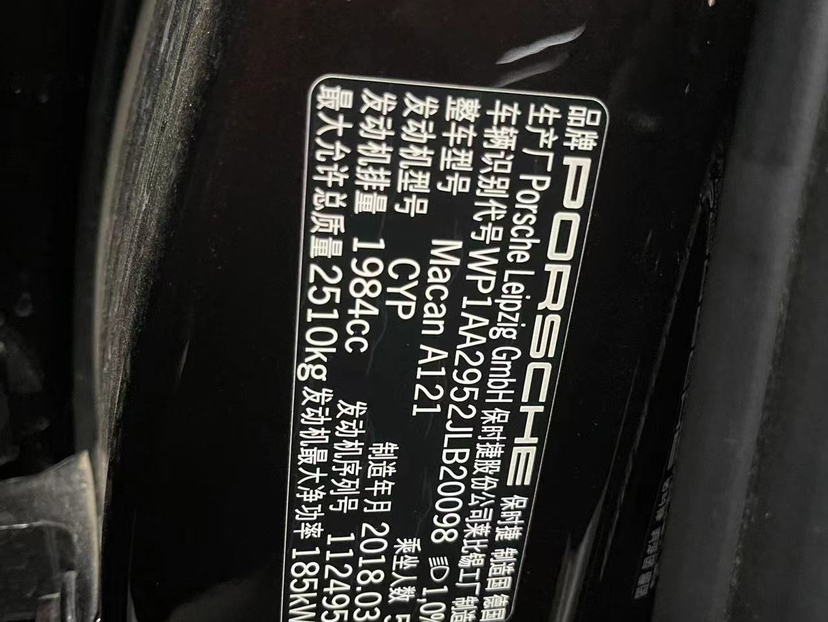 品牌 PORSCHE 保时捷 制造国 德国
生产厂 Porsche Leipzig GmbH 保时捷股份公司莱比锡工厂 制造
车辆识别代号 WP1AA2952JLB20098 1,0%
整车型号 Macan A121 乘坐人数 5
发动机型号 CYP 制造年月 2018.03
发动机排量 1984cc 发动机序列号 112495
最大允许总质量 2510kg 发动机最大净功率 185kW